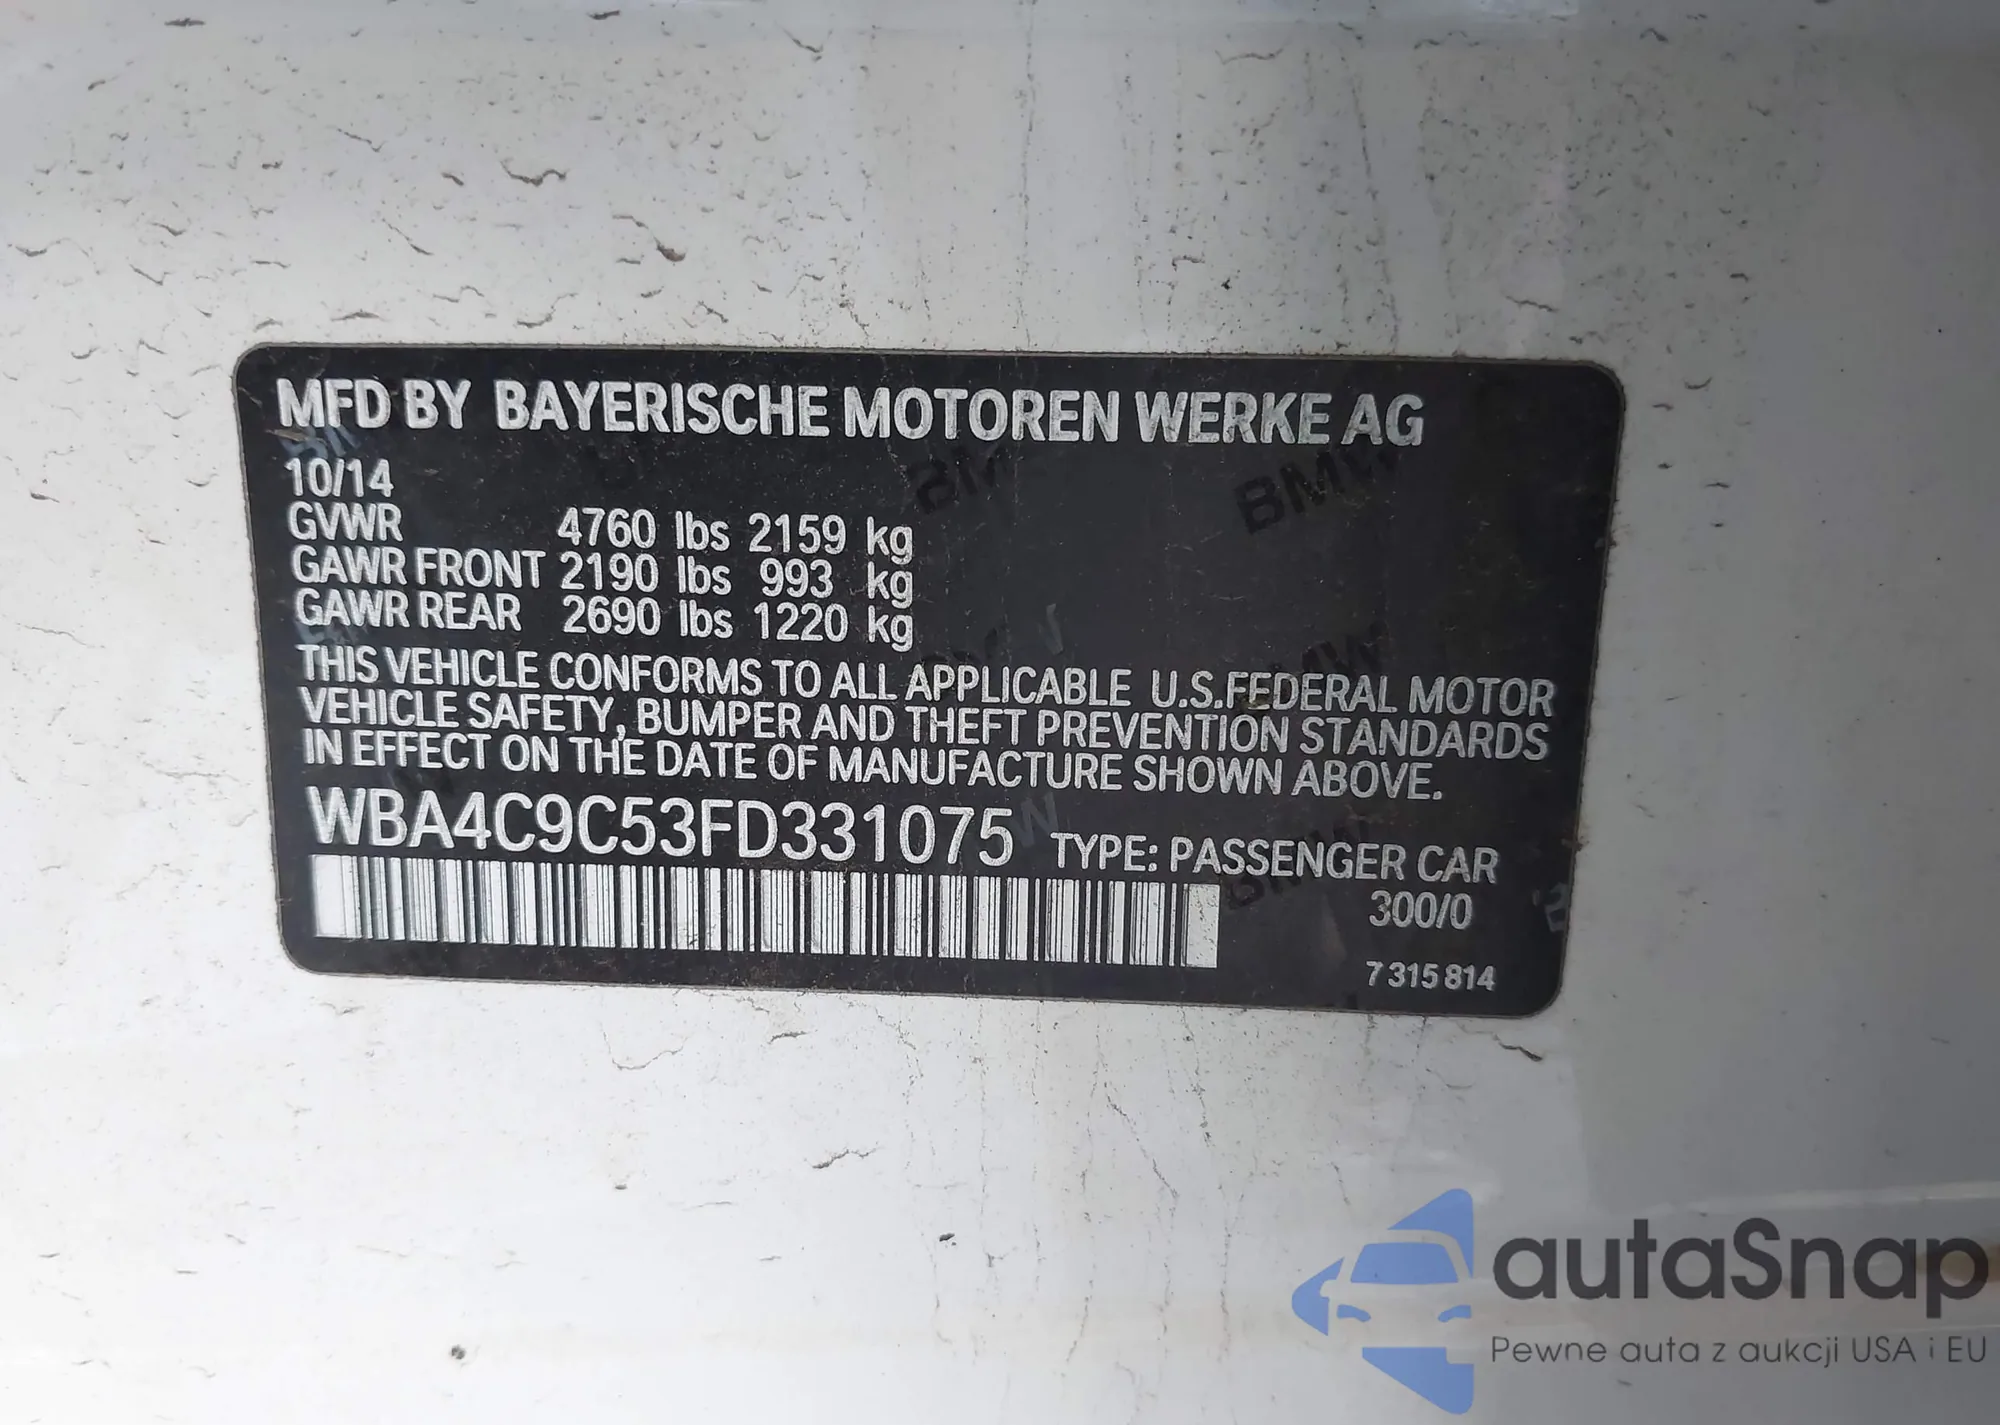 MFD BY BAYERISCHE MOTOREN WERKE AG
10/14
GVWR 4760 lbs 2159 kg
GAWR FRONT 2190 lbs 993 kg
GAWR REAR 2690 lbs 1220 kg
THIS VEHICLE CONFORMS TO ALL APPLICABLE U.S.FEDERAL MOTOR
VEHICLE SAFETY, BUMPER AND THEFT PREVENTION STANDARDS
IN EFFECT ON THE DATE OF MANUFACTURE SHOWN ABOVE.
WBA4C9C53FD331075 TYPE: PASSENGER CAR
300/0
7 315 814
autaSnap
Pewne auta z aukcji USA i EU